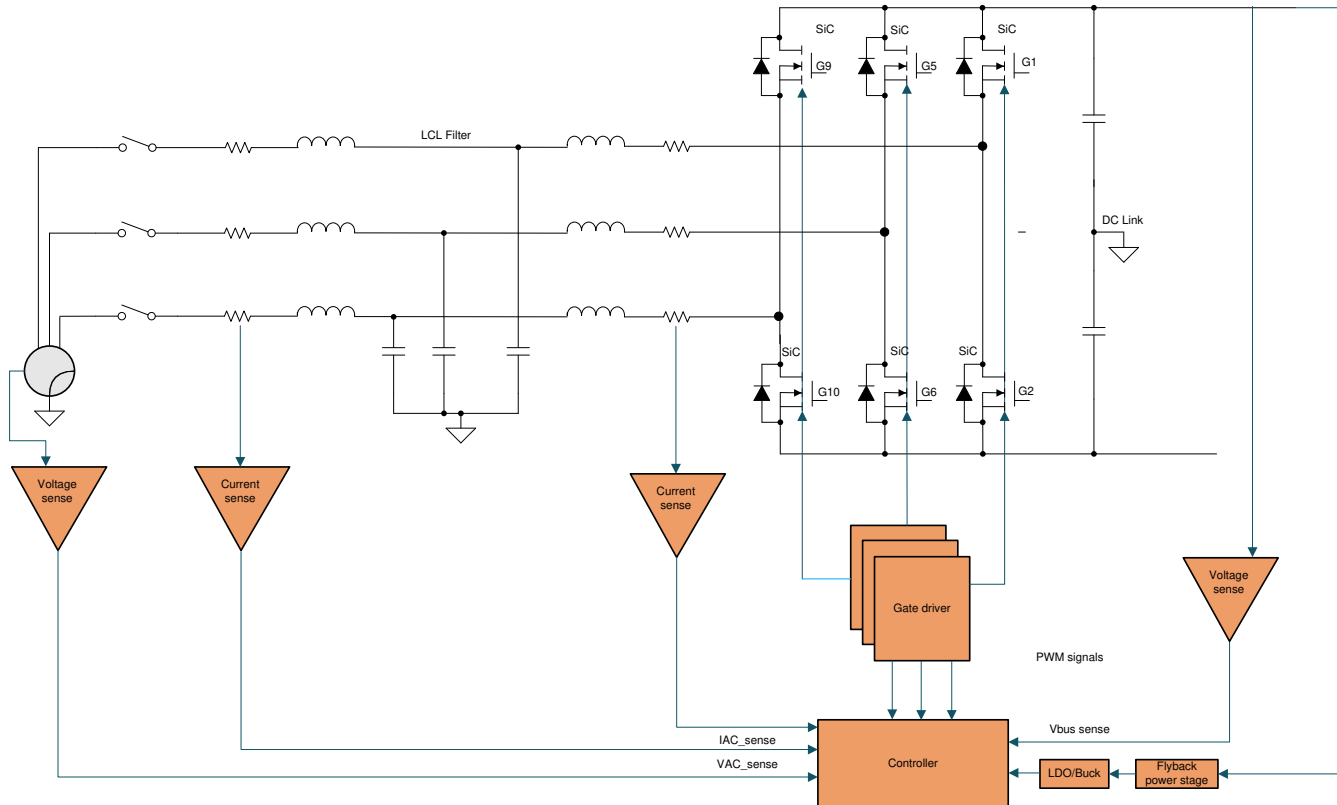 SiC
SiC
SiC
G9
G5
G1
LCL Filter
DC Link
SiC
SiC
SiC
G10
G6
G2
Voltage
sense
Current
sense
Current
sense
Voltage
sense
Gate driver
PWM signals
Vbus sense
IAC_sense
VAC_sense
Controller
LDO/Buck
Flyback
power stage